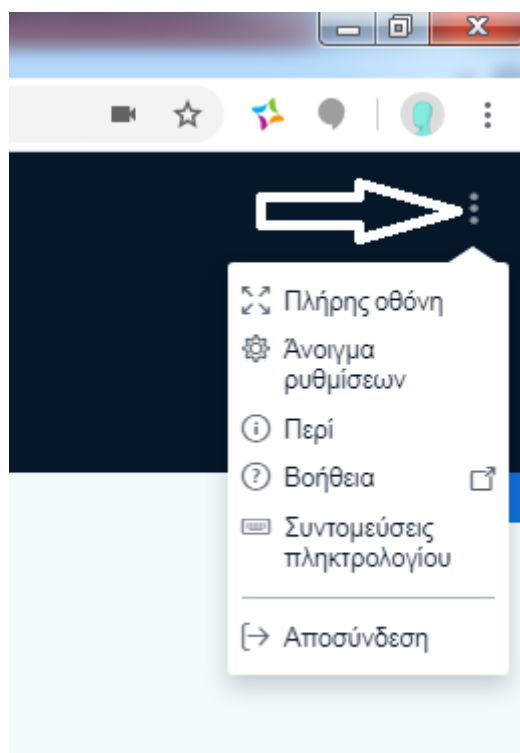 Πλήρης οθόνη
Άνοιγμα
ρυθμίσεων
Περί
Βοήθεια
Συντομεύσεις
πληκτρολογίου
Αποσύνδεση